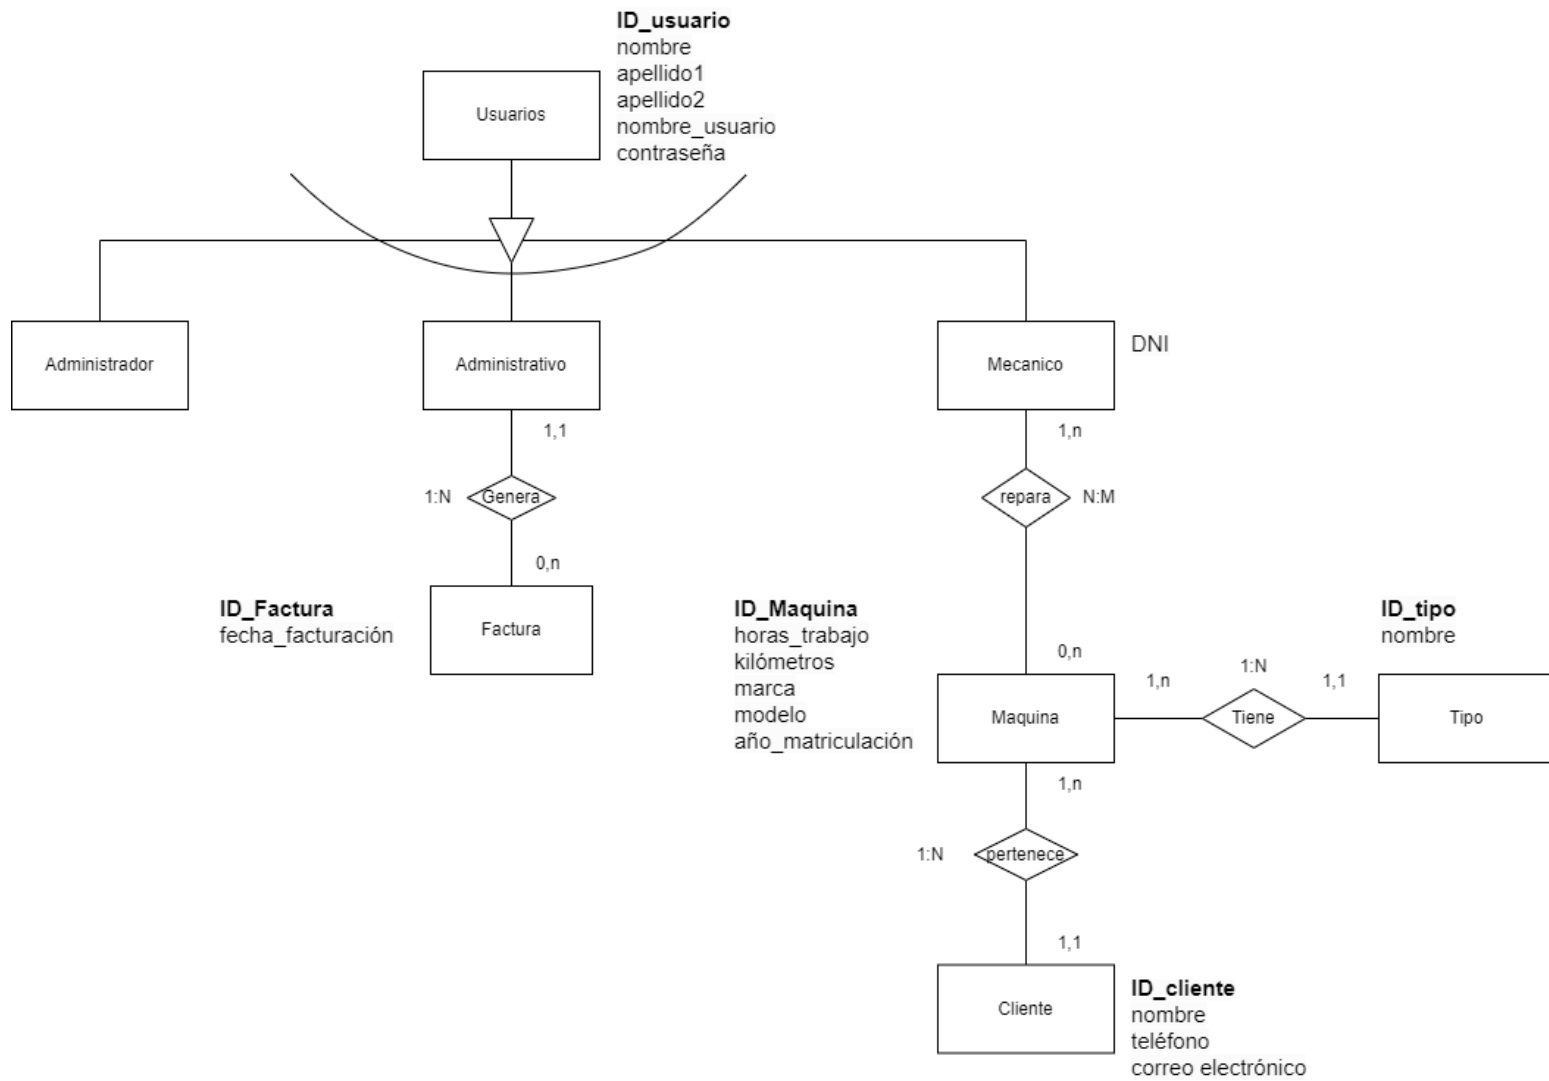 ID_usuario
nombre
apellido1
apellido2
nombre_usuario
contraseña
Usuarios
Administrador
Administrativo
Mecanico
DNI
1,1
1,n
1:N
Genera
repara
N:M
0,n
ID_Factura
fecha_facturación
Factura
ID_Maquina
horas_trabajo
kilómetros
marca
modelo
año_matriculación
0,n
Maquina
1,n
1:N
Tiene
1,1
ID_tipo
nombre
Tipo
1,n
1:N
pertenece
1,1
Cliente
ID_cliente
nombre
teléfono
correo electrónico